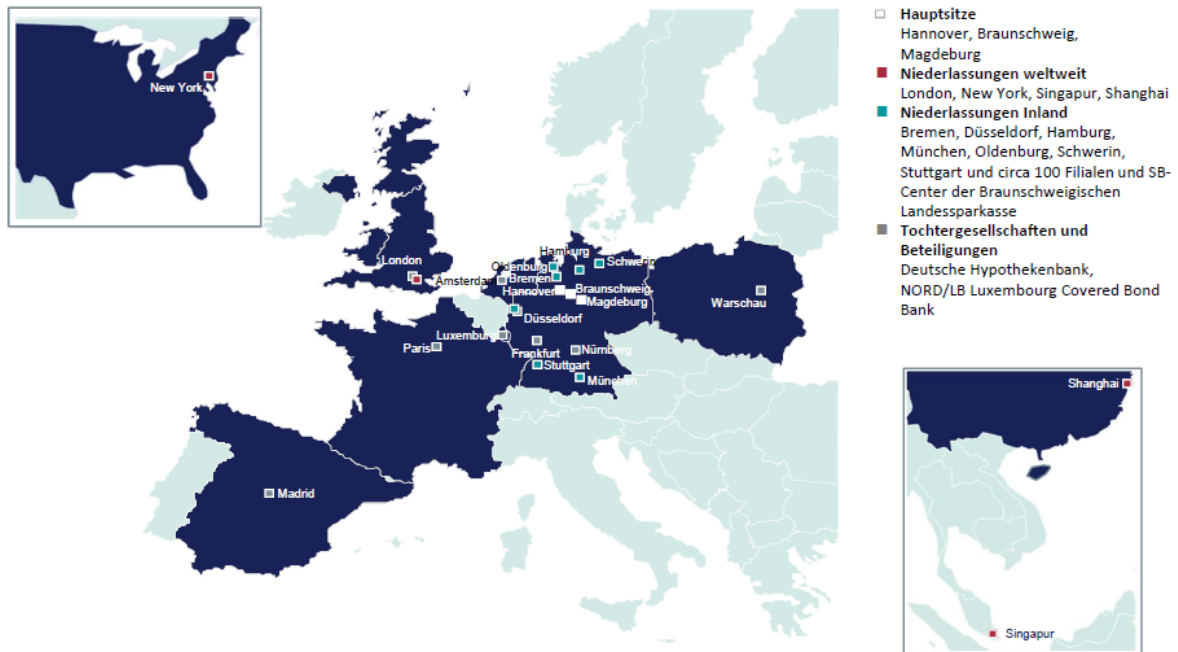 New York
London
Amsterdam
Hamburg
Oldenburg
Schwerin
Bremen
Hannover
Braunschweig
Magdeburg
Warschau
Düsseldorf
Luxemburg
Paris
Frankfurt
Nürnberg
Stuttgart
München
Madrid
Hauptsitze
Hannover, Braunschweig,
Magdeburg
Niederlassungen weltweit
London, New York, Singapur, Shanghai
Niederlassungen Inland
Bremen, Düsseldorf, Hamburg,
München, Oldenburg, Schwerin,
Stuttgart und circa 100 Filialen und SB-
Center der Braunschweigischen
Landessparkasse
Tochtergesellschaften und
Beteiligungen
Deutsche Hypothekenbank,
NORD/LB Luxembourg Covered Bond
Bank
Shanghai
Singapur